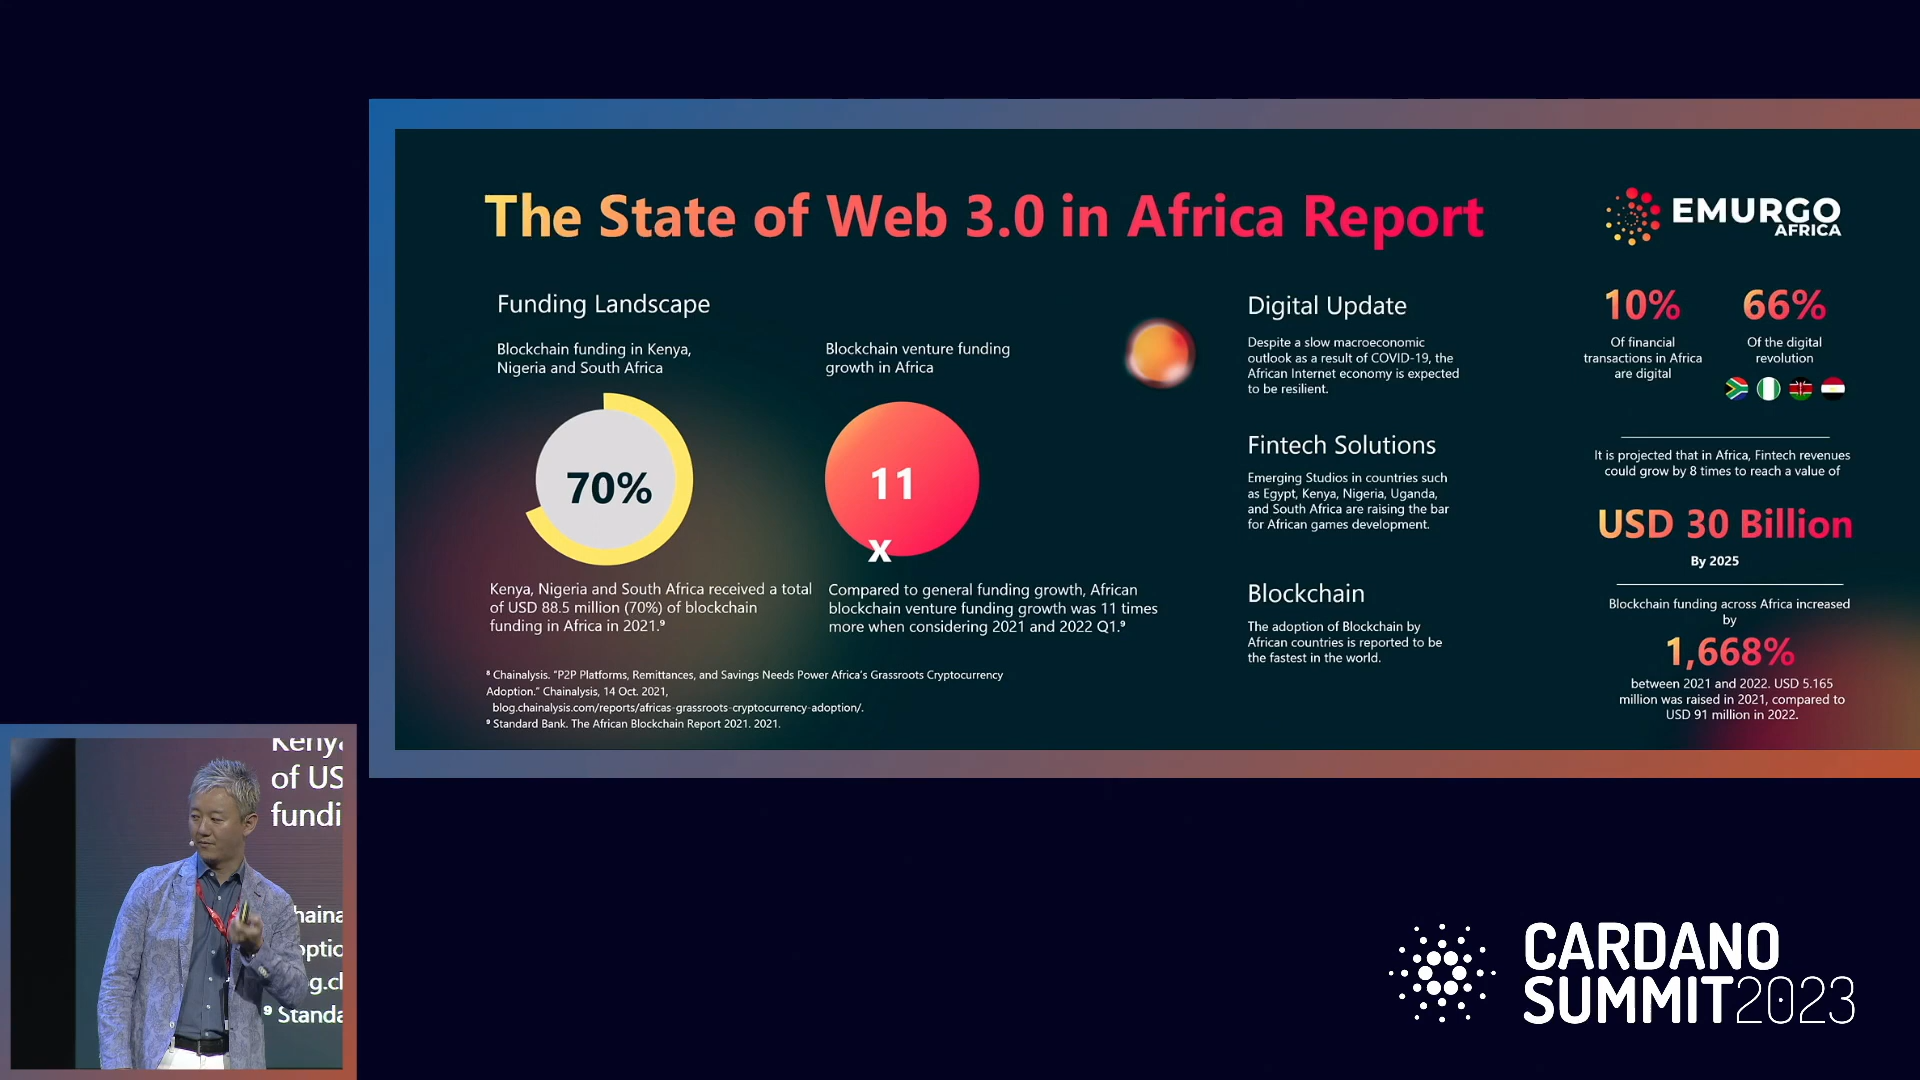 The State of Web 3.0 in Africa Report
EMURGO
AFRICA
Funding Landscape
Blockchain funding in Kenya,
Nigeria and South Africa
70%
Kenya, Nigeria and South Africa received a total
of USD 88.5 million (70%) of blockchain
funding in Africa in 2021.⁹
Blockchain venture funding
growth in Africa
11
x
Compared to general funding growth, African
blockchain venture funding growth was 11 times
more when considering 2021 and 2022 Q1.⁹
⁸ Chainalysis. "P2P Platforms, Remittances, and Savings Needs Power Africa's Grassroots Cryptocurrency
Adoption." Chainalysis, 14 Oct. 2021,
blog.chainalysis.com/reports/africas-grassroots-cryptocurrency-adoption/.
⁹ Standard Bank. The African Blockchain Report 2021. 2021.
Digital Update
Despite a slow macroeconomic
outlook as a result of COVID-19, the
African Internet economy is expected
to be resilient.
Fintech Solutions
Emerging Studios in countries such
as Egypt, Kenya, Nigeria, Uganda,
and South Africa are raising the bar
for African games development.
Blockchain
The adoption of Blockchain by
African countries is reported to be
the fastest in the world.
10%
Of financial
transactions in Africa
are digital
66%
Of the digital
revolution
It is projected that in Africa, Fintech revenues
could grow by 8 times to reach a value of
USD 30 Billion
By 2025
Blockchain funding across Africa increased
by
1,668%
between 2021 and 2022. USD 5.165
million was raised in 2021, compared to
USD 91 million in 2022.
Keny
of US
fundi
haina
optio
g.cl
⁹ Standa
CARDANO
SUMMIT2023